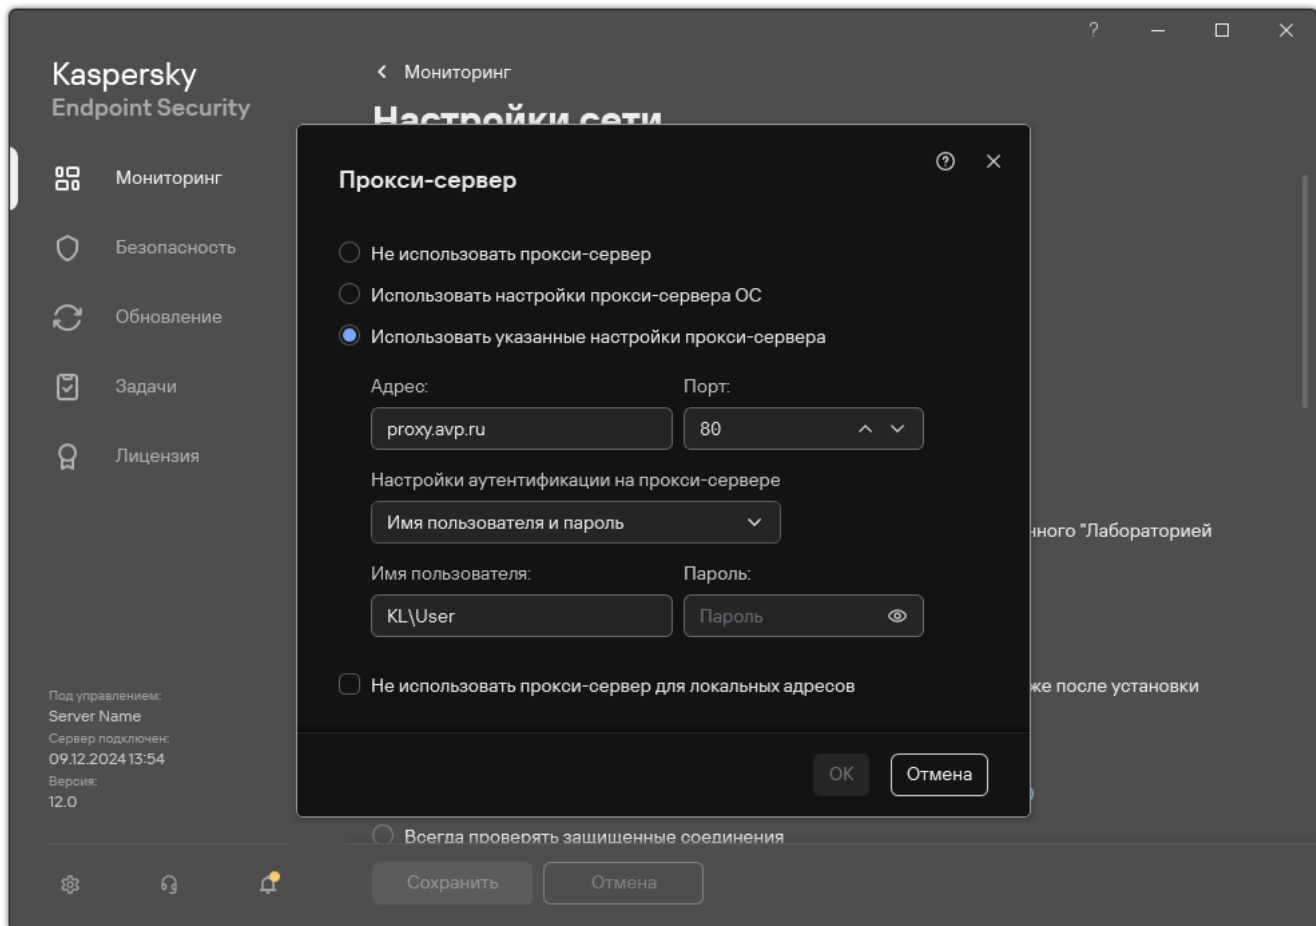 ?
Kaspersky
Endpoint Security
Мониторинг
Безопасность
Обновление
Задачи
Лицензия
Под управлением:
Server Name
Сервер подключен:
09.12.2024 13:54
Версия:
12.0
Мониторинг
Настройки сети
Прокси-сервер
?
Не использовать прокси-сервер
Использовать настройки прокси-сервера ОС
Использовать указанные настройки прокси-сервера
Адрес: Порт:
proxy.avp.ru 80
Настройки аутентификации на прокси-сервере
Имя пользователя и пароль
Имя пользователя: Пароль:
KL\User Пароль
Не использовать прокси-сервер для локальных адресов
ОК Отмена
"Лабораторией
после установки
Всегда проверять защищенные соединения
Сохранить Отмена